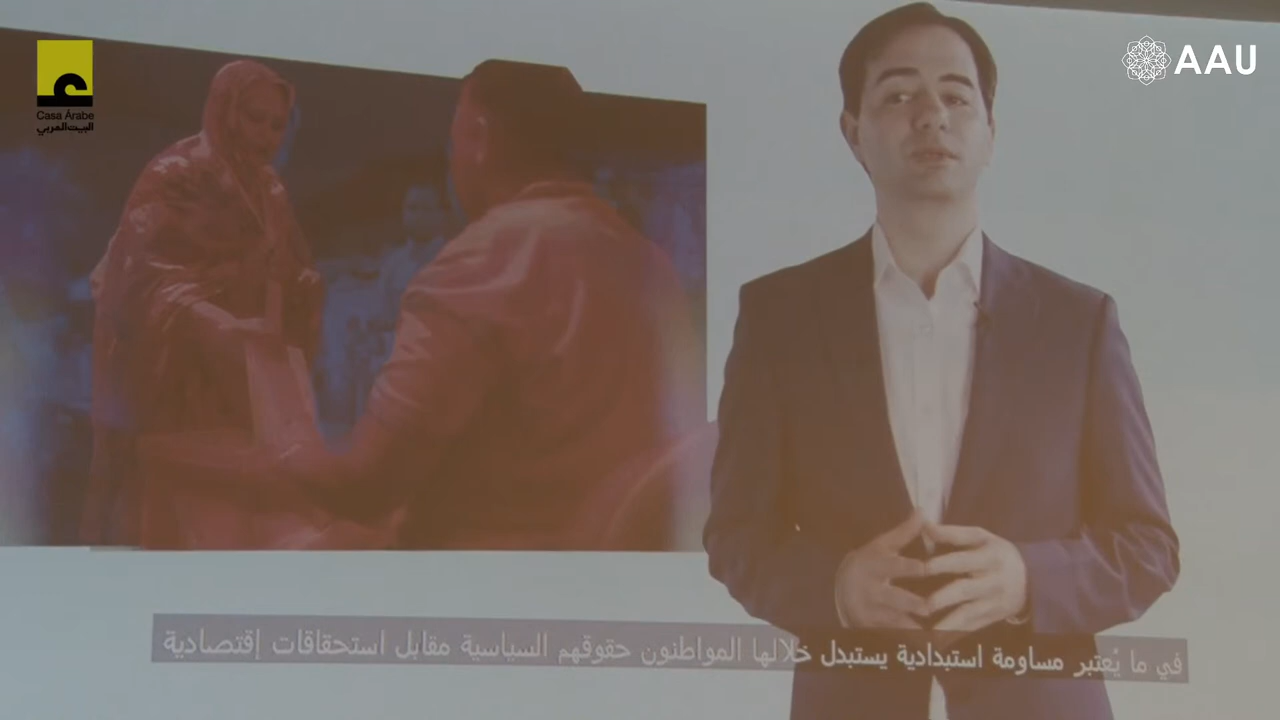 Casa Árabe
البيت العربي
AAU
في ما يُعتبر مساومة استبدادية يستبدل خلالها المواطنون حقوقهم السياسية مقابل استحقاقات إقتصادية